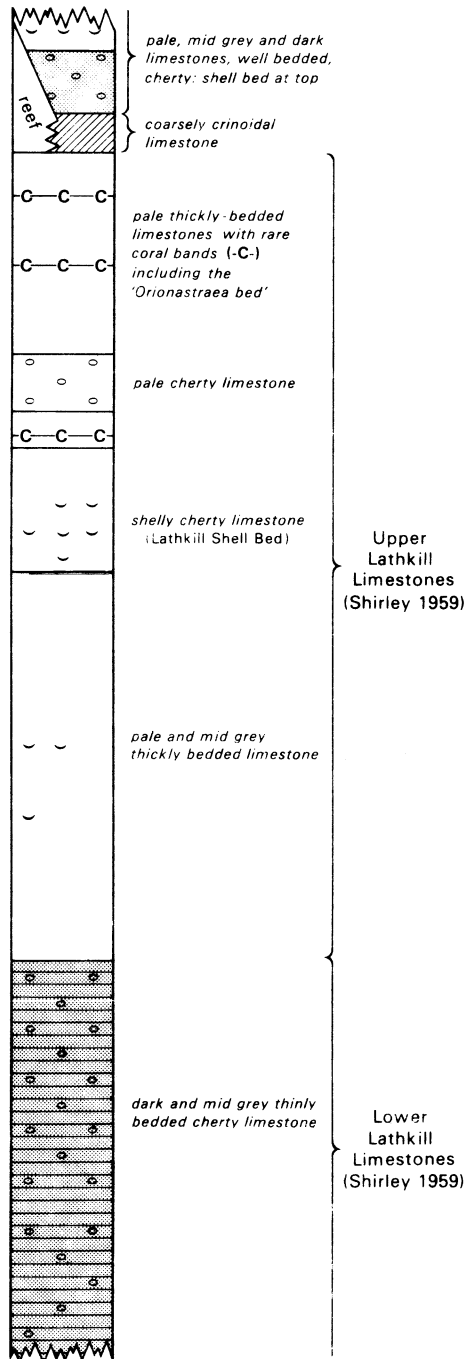 pale, mid grey and dark
limestones, well bedded,
cherty: shell bed at top
reef
coarsely crinoidal
limestone
-C-C-C-
pale thickly-bedded
limestones with rare
coral bands (-C-)
including the
'Orionastraea bed'
-C-C-C-
pale cherty limestone
-C-C-C-
shelly cherty limestone
(Lathkill Shell Bed)
Upper
Lathkill
Limestones
(Shirley 1959)
pale and mid grey
thickly bedded limestone
dark and mid grey thinly
bedded cherty limestone
Lower
Lathkill
Limestones
(Shirley 1959)